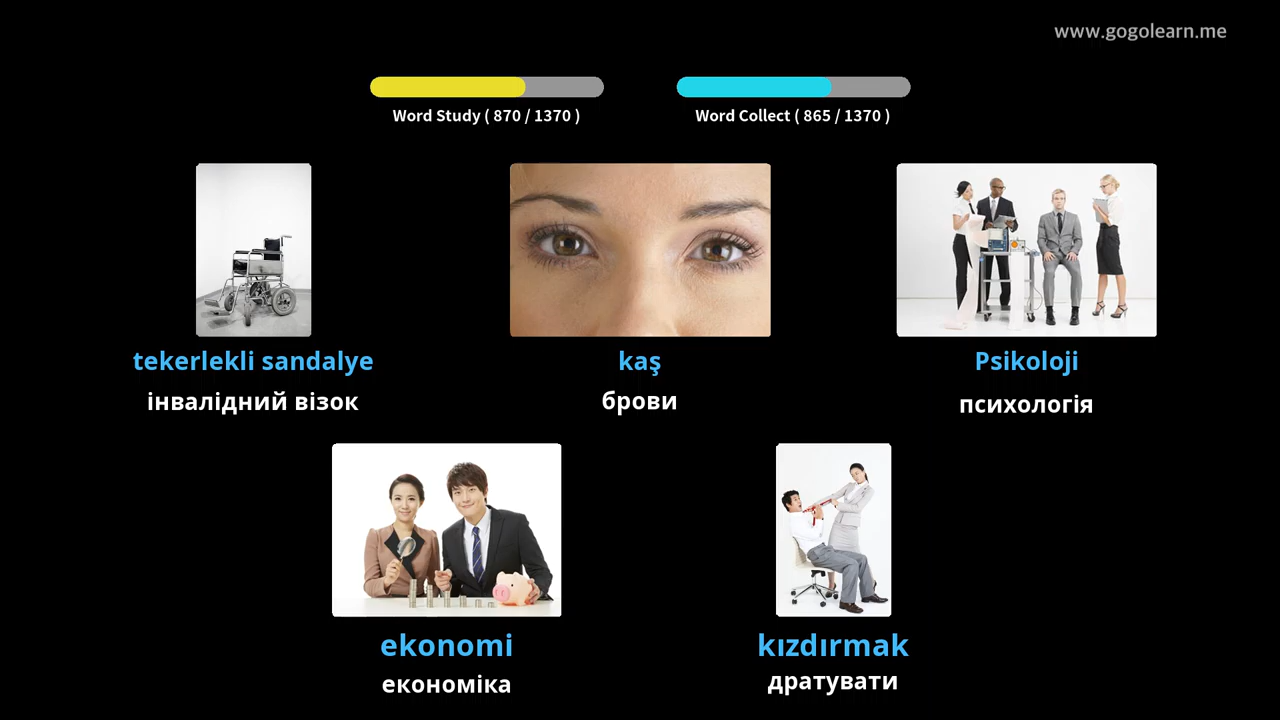 www.gogolearn.me
Word Study ( 870 / 1370 )
Word Collect ( 865 / 1370 )
tekerlekli sandalye
інвалідний візок
kaş
брови
Psikoloji
психологія
ekonomi
економіка
kızdırmak
дратувати